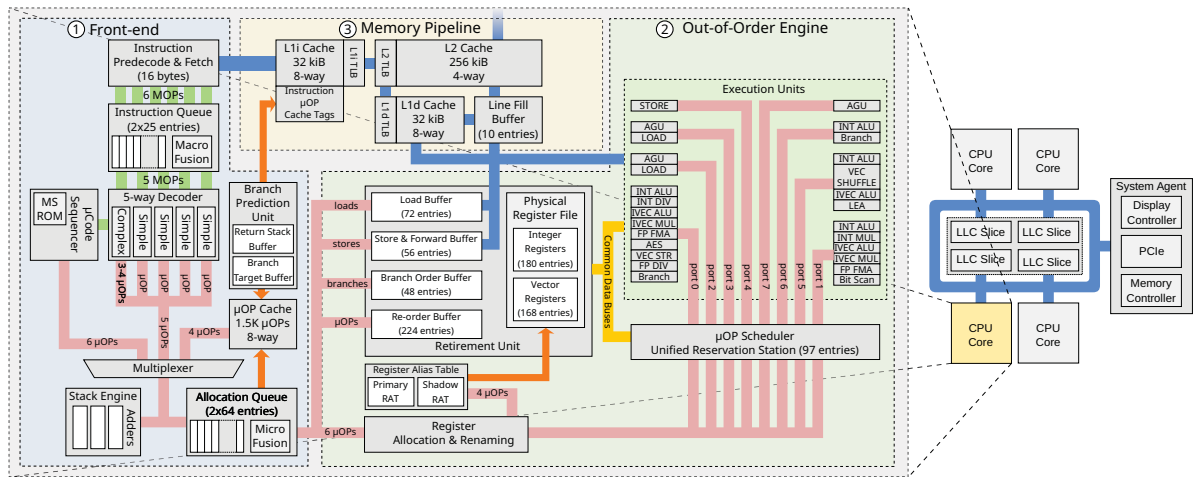 ① Front-end
Instruction
Predecode & Fetch
(16 bytes)
6 MOPs
Instruction Queue
(2x25 entries)
Macro
Fusion
5 MOPs
MS
ROM
µCode
Sequencer
5-way Decoder
Complex
Simple
Simple
Simple
Simple
3-4 µOPs
µOP
µOP
µOP
µOP
Branch
Prediction
Unit
Return Stack
Buffer
Branch
Target Buffer
µOP Cache
1.5K µOPs
8-way
6 µOPs
5 µOPs
4 µOPs
Multiplexer
Stack Engine
Adders
Allocation Queue
(2x64 entries)
Micro
Fusion
③ Memory Pipeline
L1i Cache
32 kiB
8-way
L1i TLB
Instruction
µOP
Cache Tags
L2 TLB
L2 Cache
256 kiB
4-way
L1d TLB
L1d Cache
32 kiB
8-way
Line Fill
Buffer
(10 entries)
② Out-of-Order Engine
loads
Load Buffer
(72 entries)
stores
Store & Forward Buffer
(56 entries)
branches
Branch Order Buffer
(48 entries)
µOPs
Re-order Buffer
(224 entries)
Physical
Register File
Integer
Registers
(180 entries)
Vector
Registers
(168 entries)
Retirement Unit
Register Alias Table
Primary
RAT
Shadow
RAT
4 µOPs
6 µOPs
Register
Allocation & Renaming
Common Data Buses
Execution Units
STORE
AGU
LOAD
AGU
LOAD
INT ALU
INT DIV
IVEC ALU
IVEC MUL
FP FMA
AES
VEC STR
FP DIV
Branch
port 0
port 2
port 3
port 4
port 7
port 6
port 5
port 1
AGU
INT ALU
Branch
INT ALU
VEC
SHUFFLE
IVEC ALU
LEA
INT ALU
INT MUL
IVEC ALU
IVEC MUL
FP FMA
Bit Scan
µOP Scheduler
Unified Reservation Station (97 entries)
CPU
Core
CPU
Core
LLC Slice
LLC Slice
LLC Slice
LLC Slice
CPU
Core
CPU
Core
System Agent
Display
Controller
PCIe
Memory
Controller